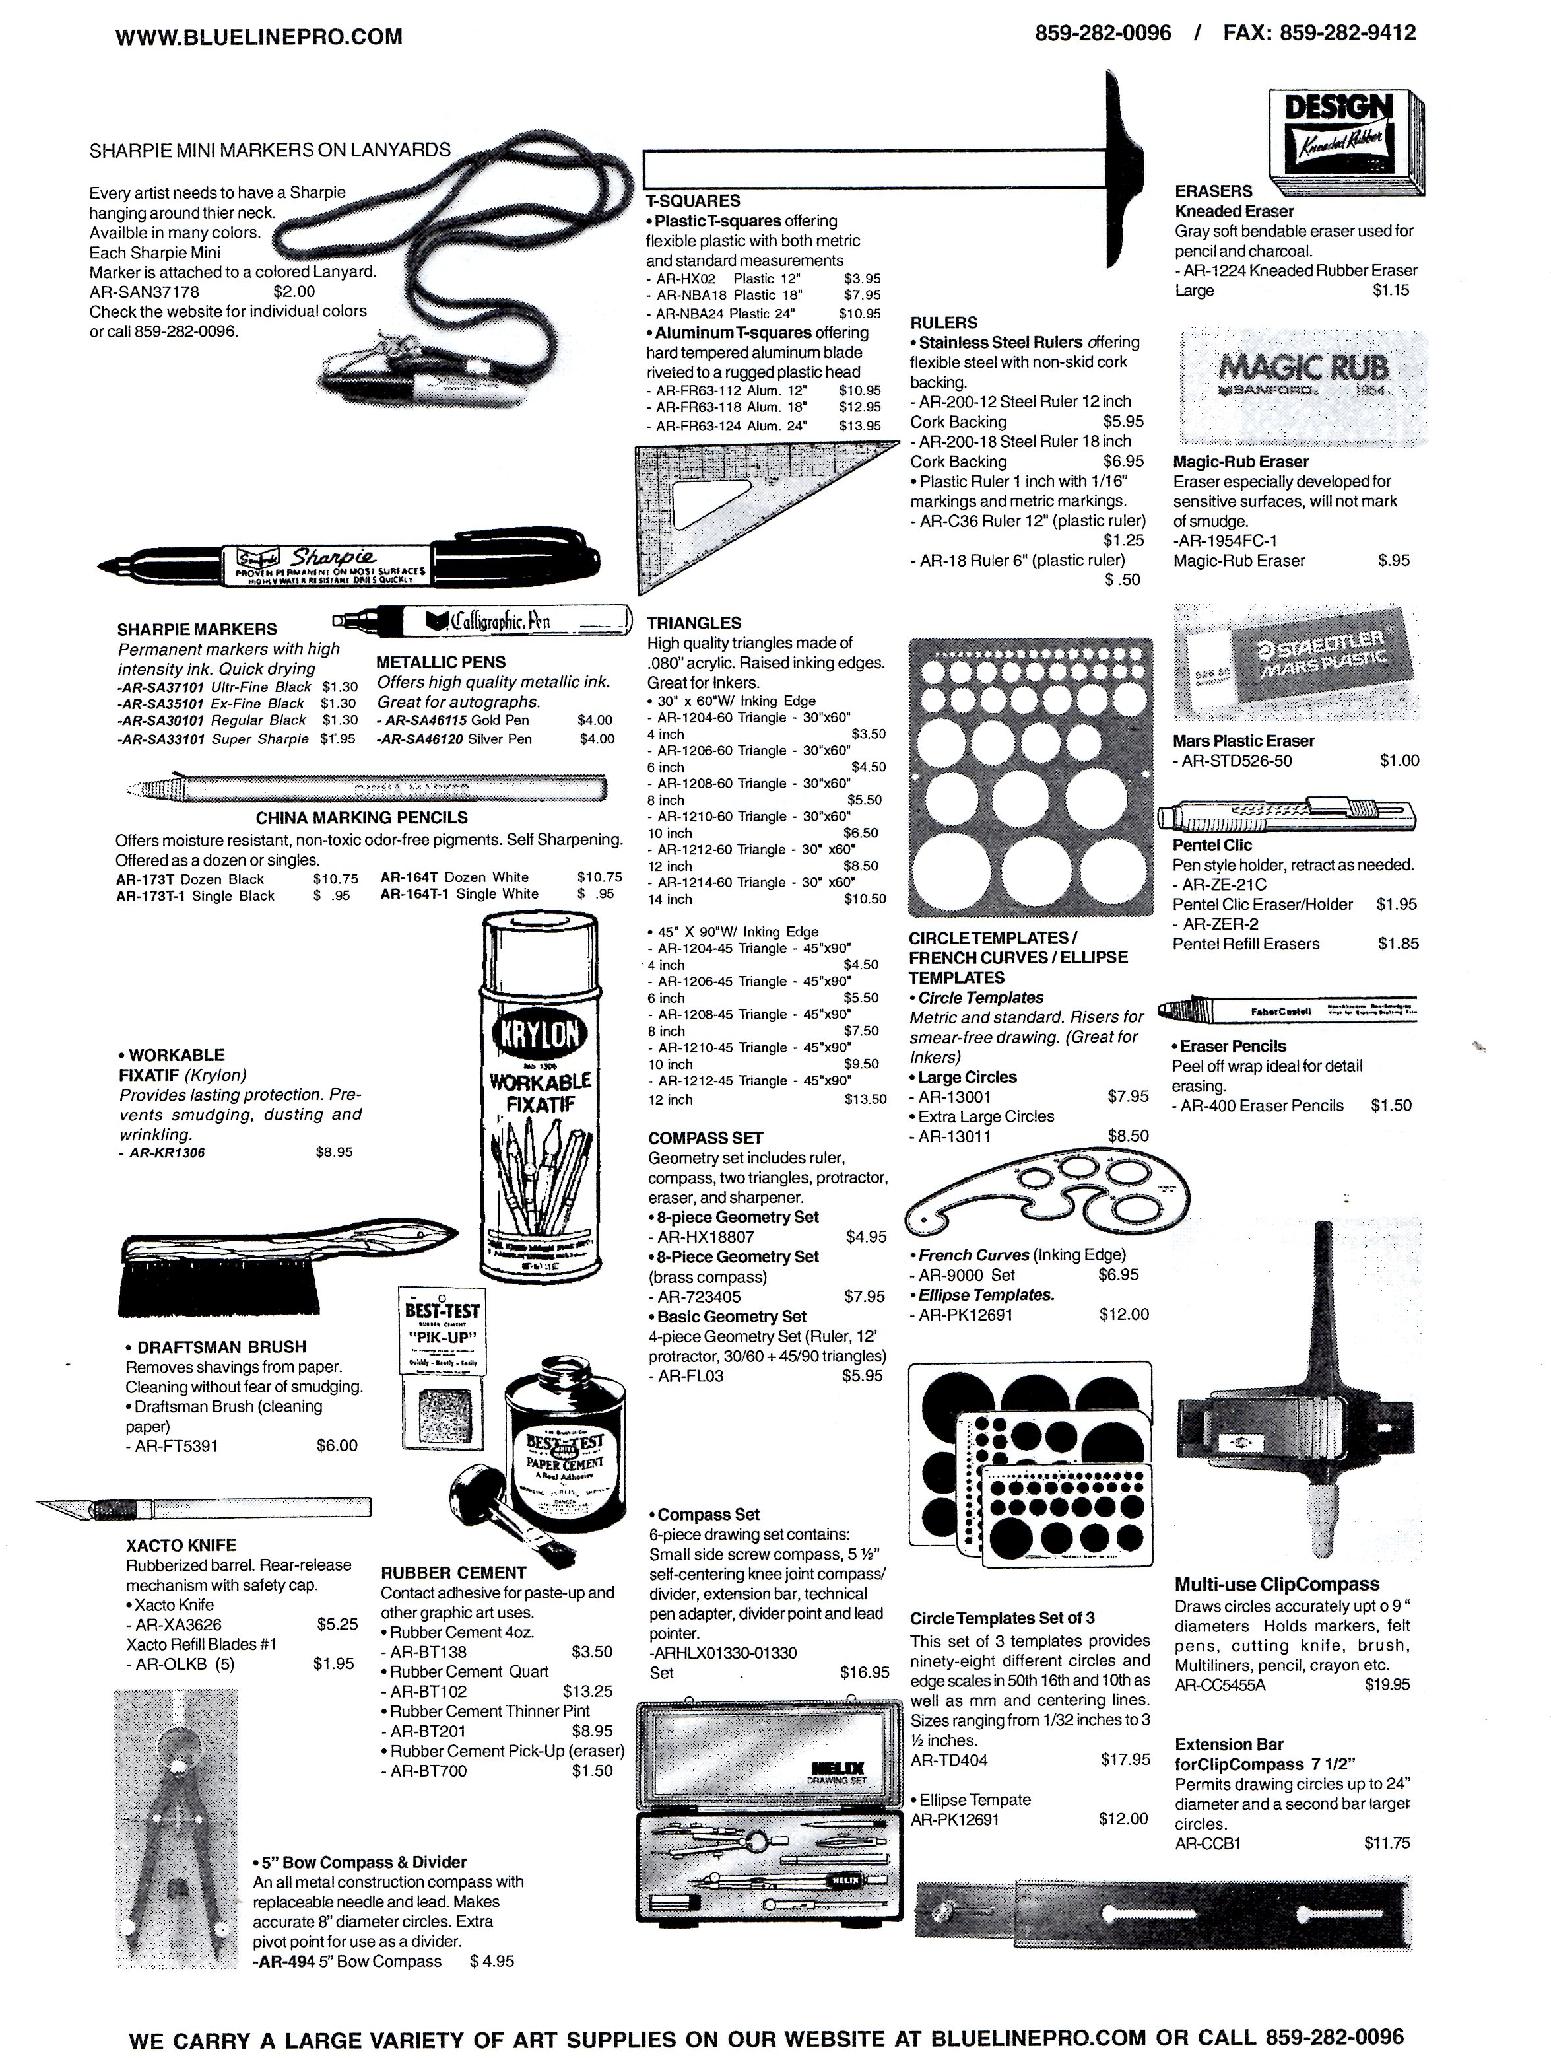 WWW.BLUELINEPRO.COM
859-282-0096 / FAX: 859-282-9412
SHARPIE MINI MARKERS ON LANYARDS
Every artist needs to have a Sharpie
hanging around thier neck.
Availble in many colors.
Each Sharpie Mini
Marker is attached to a colored Lanyard.
AR-SAN37178 $2.00
Check the website for individual colors
or call 859-282-0096.
Sharpie
PROVEN PERMANENT ON MOST SURFACES
HIGHLY WATER RESISTANT DRIES QUICKLY
SHARPIE MARKERS
Permanent markers with high
intensity ink. Quick drying
-AR-SA37101 Ultr-Fine Black $1.30
-AR-SA35101 Ex-Fine Black $1.30
-AR-SA30101 Regular Black $1.30
-AR-SA33101 Super Sharpie $1.95
Calligraphic Pen
METALLIC PENS
Offers high quality metallic ink.
Great for autographs.
- AR-SA46115 Gold Pen $4.00
-AR-SA46120 Silver Pen $4.00
CHINA MARKING PENCILS
Offers moisture resistant, non-toxic odor-free pigments. Self Sharpening.
Offered as a dozen or singles.
AR-173T Dozen Black $10.75
AR-173T-1 Single Black $ .95
AR-164T Dozen White $10.75
AR-164T-1 Single White $ .95
• WORKABLE
FIXATIF (Krylon)
Provides lasting protection. Pre-
vents smudging, dusting and
wrinkling.
- AR-KR1306 $8.95
KRYLON
No. 1306
WORKABLE
FIXATIF
• DRAFTSMAN BRUSH
Removes shavings from paper.
Cleaning without fear of smudging.
• Draftsman Brush (cleaning
paper)
- AR-FT5391 $6.00
BEST-TEST
RUBBER CEMENT
"PIK-UP"
BEST-TEST
PAPER CEMENT
XACTO KNIFE
Rubberized barrel. Rear-release
mechanism with safety cap.
• Xacto Knife
- AR-XA3626 $5.25
Xacto Refill Blades #1
- AR-OLKB (5) $1.95
RUBBER CEMENT
Contact adhesive for paste-up and
other graphic art uses.
• Rubber Cement 4oz.
- AR-BT138 $3.50
• Rubber Cement Quart
- AR-BT102 $13.25
• Rubber Cement Thinner Pint
- AR-BT201 $8.95
• Rubber Cement Pick-Up (eraser)
- AR-BT700 $1.50
• 5" Bow Compass & Divider
An all metal construction compass with
replaceable needle and lead. Makes
accurate 8" diameter circles. Extra
pivot point for use as a divider.
-AR-494 5" Bow Compass $ 4.95
T-SQUARES
• Plastic T-squares offering
flexible plastic with both metric
and standard measurements
- AR-HX02 Plastic 12" $3.95
- AR-NBA18 Plastic 18" $7.95
- AR-NBA24 Plastic 24" $10.95
• Aluminum T-squares offering
hard tempered aluminum blade
riveted to a rugged plastic head
- AR-FR63-112 Alum. 12" $10.95
- AR-FR63-118 Alum. 18" $12.95
- AR-FR63-124 Alum. 24" $13.95
TRIANGLES
High quality triangles made of
.080" acrylic. Raised inking edges.
Great for Inkers.
• 30" x 60"W/ Inking Edge
- AR-1204-60 Triangle - 30"x60"
4 inch $3.50
- AR-1206-60 Triangle - 30"x60"
6 inch $4.50
- AR-1208-60 Triangle - 30"x60"
8 inch $5.50
- AR-1210-60 Triangle - 30"x60"
10 inch $6.50
- AR-1212-60 Triangle - 30" x60"
12 inch $8.50
- AR-1214-60 Triangle - 30" x60"
14 inch $10.50
• 45" X 90"W/ Inking Edge
- AR-1204-45 Triangle - 45"x90"
4 inch $4.50
- AR-1206-45 Triangle - 45"x90"
6 inch $5.50
- AR-1208-45 Triangle - 45"x90"
8 inch $7.50
- AR-1210-45 Triangle - 45"x90"
10 inch $9.50
- AR-1212-45 Triangle - 45"x90"
12 inch $13.50
COMPASS SET
Geometry set includes ruler,
compass, two triangles, protractor,
eraser, and sharpener.
• 8-piece Geometry Set
- AR-HX18807 $4.95
• 8-Piece Geometry Set
(brass compass)
- AR-723405 $7.95
• Basic Geometry Set
4-piece Geometry Set (Ruler, 12'
protractor, 30/60 + 45/90 triangles)
- AR-FL03 $5.95
• Compass Set
6-piece drawing set contains:
Small side screw compass, 5 ½"
self-centering knee joint compass/
divider, extension bar, technical
pen adapter, divider point and lead
pointer.
-ARHLX01330-01330
Set $16.95
HELIX
DRAWING SET
HELIX
RULERS
• Stainless Steel Rulers offering
flexible steel with non-skid cork
backing.
- AR-200-12 Steel Ruler 12 inch
Cork Backing $5.95
- AR-200-18 Steel Ruler 18 inch
Cork Backing $6.95
• Plastic Ruler 1 inch with 1/16"
markings and metric markings.
- AR-C36 Ruler 12" (plastic ruler)
$1.25
- AR-18 Ruler 6" (plastic ruler)
$ .50
CIRCLE TEMPLATES /
FRENCH CURVES / ELLIPSE
TEMPLATES
• Circle Templates
Metric and standard. Risers for
smear-free drawing. (Great for
Inkers)
• Large Circles
- AR-13001 $7.95
• Extra Large Circles
- AR-13011 $8.50
• French Curves (Inking Edge)
- AR-9000 Set $6.95
• Ellipse Templates.
- AR-PK12691 $12.00
Circle Templates Set of 3
This set of 3 templates provides
ninety-eight different circles and
edge scales in 50th 16th and 10th as
well as mm and centering lines.
Sizes ranging from 1/32 inches to 3
½ inches.
AR-TD404 $17.95
• Ellipse Tempate
AR-PK12691 $12.00
DESIGN
Kneaded Rubber
ERASERS
Kneaded Eraser
Gray soft bendable eraser used for
pencil and charcoal.
- AR-1224 Kneaded Rubber Eraser
Large $1.15
MAGIC RUB
SANFORD 1954
Magic-Rub Eraser
Eraser especially developed for
sensitive surfaces, will not mark
of smudge.
-AR-1954FC-1
Magic-Rub Eraser $.95
STAEDTLER
MARS PLASTIC
526 50
Mars Plastic Eraser
- AR-STD526-50 $1.00
Pentel Clic
Pen style holder, retract as needed.
- AR-ZE-21C
Pentel Clic Eraser/Holder $1.95
- AR-ZER-2
Pentel Refill Erasers $1.85
Faber Castell
• Eraser Pencils
Peel off wrap ideal for detail
erasing.
- AR-400 Eraser Pencils $1.50
Multi-use ClipCompass
Draws circles accurately upt o 9 "
diameters Holds markers, felt
pens, cutting knife, brush,
Multiliners, pencil, crayon etc.
AR-CC5455A $19.95
Extension Bar
forClipCompass 7 1/2"
Permits drawing circles up to 24"
diameter and a second bar larger
circles.
AR-CCB1 $11.75
WE CARRY A LARGE VARIETY OF ART SUPPLIES ON OUR WEBSITE AT BLUELINEPRO.COM OR CALL 859-282-0096